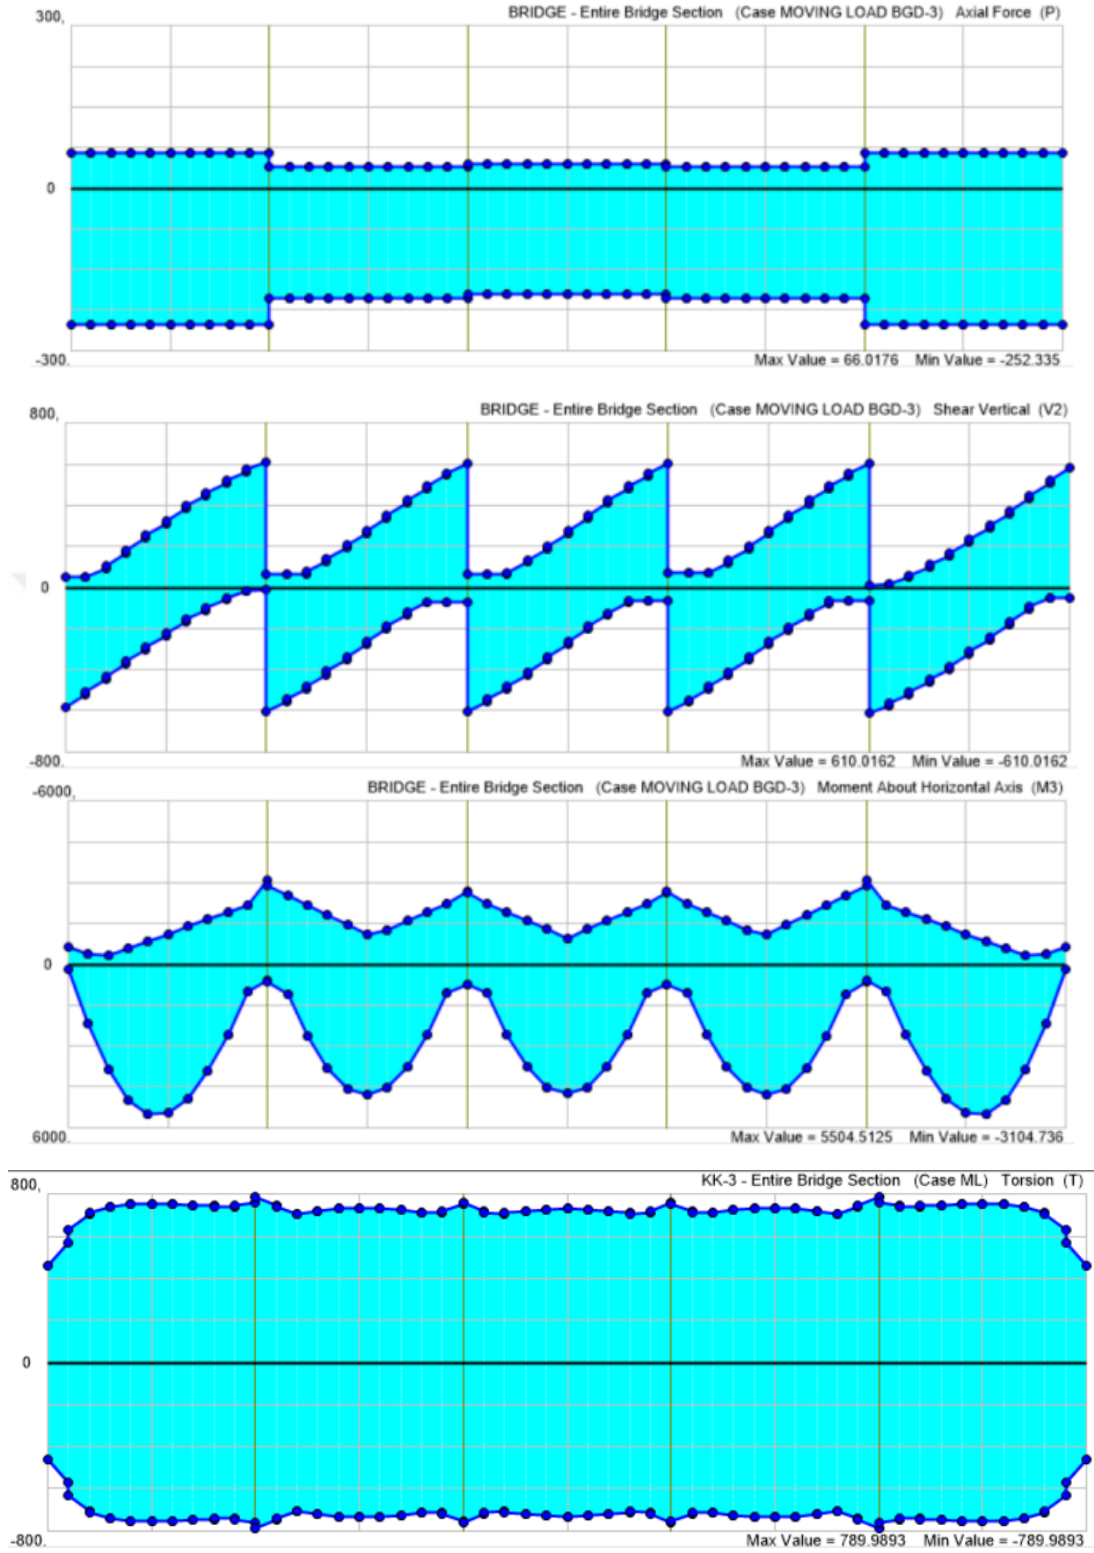 BRIDGE - Entire Bridge Section (Case MOVING LOAD BGD-3) Axial Force (P)
300,
0
-300.
Max Value = 66.0176 Min Value = -252.335
BRIDGE - Entire Bridge Section (Case MOVING LOAD BGD-3) Shear Vertical (V2)
800,
0
-800.
Max Value = 610.0162 Min Value = -610.0162
-6000,
BRIDGE - Entire Bridge Section (Case MOVING LOAD BGD-3) Moment About Horizontal Axis (M3)
0
6000.
Max Value = 5504.5125 Min Value = -3104.736
KK-3 - Entire Bridge Section (Case ML) Torsion (T)
800,
0
-800.
Max Value = 789.9893 Min Value = -789.9893